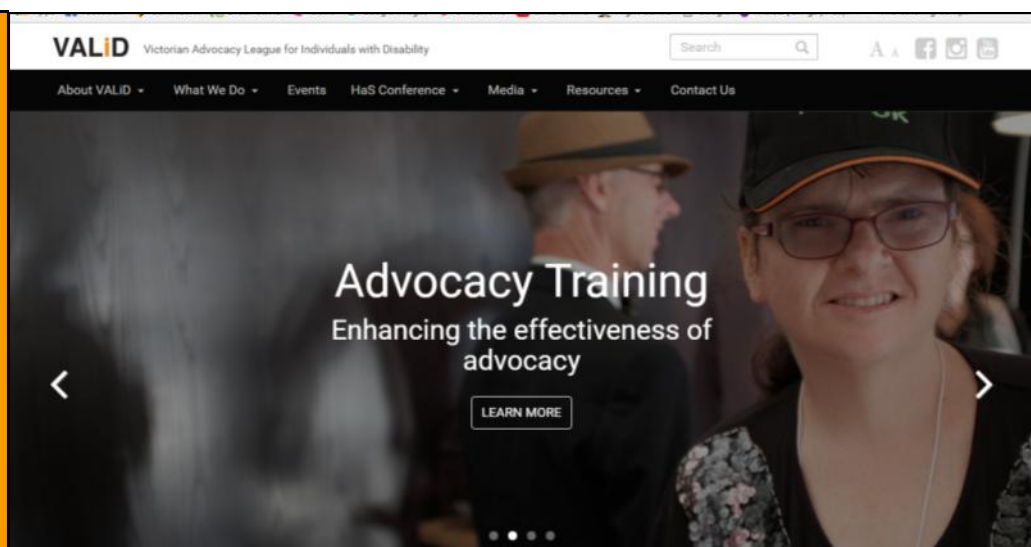 VALiD Victorian Advocacy League for Individuals with Disability
Search
A A
About VALiD What We Do Events HaS Conference Media Resources Contact Us
Advocacy Training
Enhancing the effectiveness of
advocacy
LEARN MORE